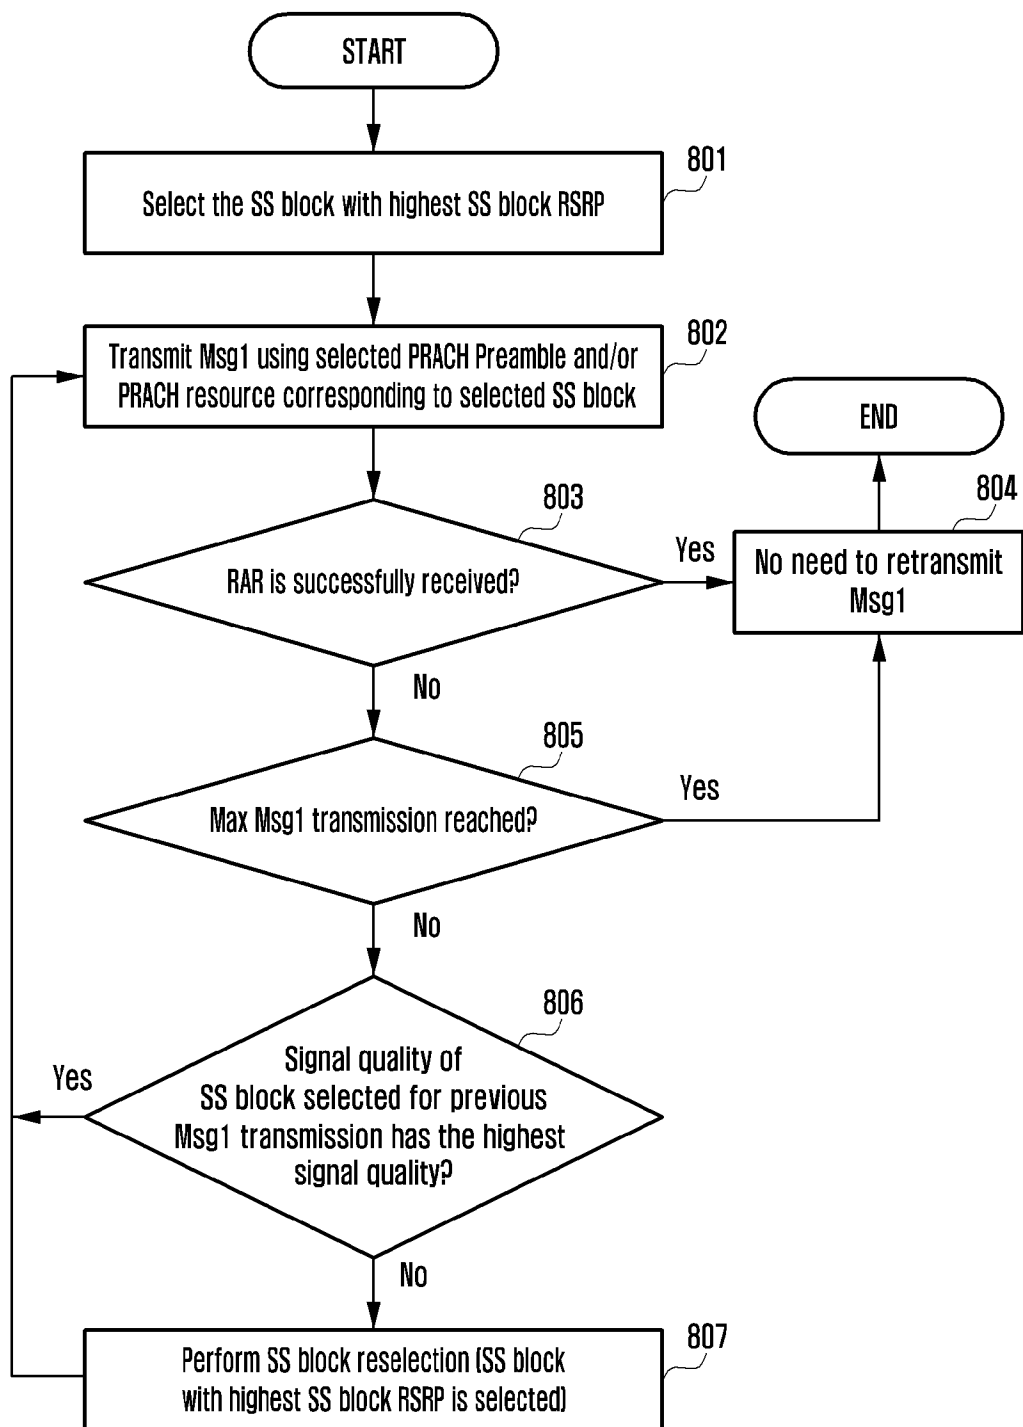 START
801
Select the SS block with highest SS block RSRP
802
Transmit Msg1 using selected PRACH Preamble and/or
PRACH resource corresponding to selected SS block
END
803
804
RAR is successfully received?
Yes
No need to retransmit
Msg1
No
805
Max Msg1 transmission reached?
Yes
No
806
Signal quality of
SS block selected for previous
Msg1 transmission has the highest
signal quality?
Yes
No
807
Perform SS block reselection (SS block
with highest SS block RSRP is selected)